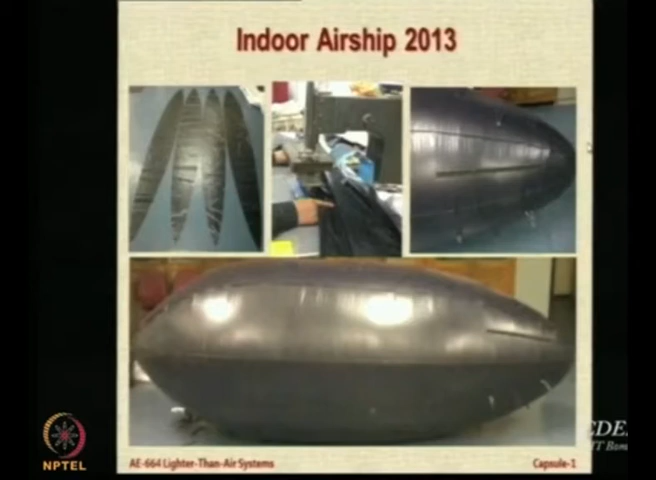 Indoor Airship 2013
NPTEL
AE-664 Lighter-Than-Air Systems
Capsule-1